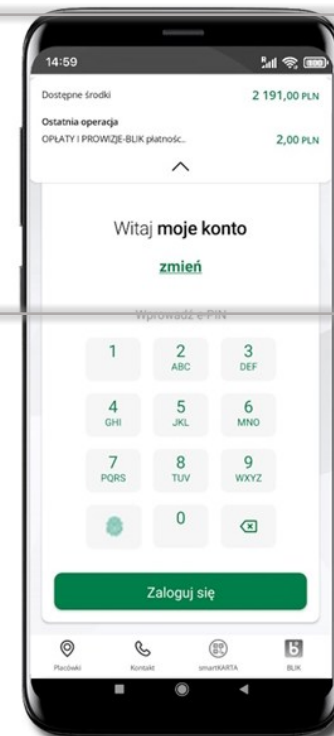 14:59
Dostępne środki 2 191,00 PLN
Ostatnia operacja
OPŁATY I PROWIZJE-BLIK płatnośc.. 2,00 PLN
Witaj moje konto
zmień
Wprowadź e-PIN
1 2 3
ABC DEF
4 5 6
GHI JKL MNO
7 8 9
PQRS TUV WXYZ
0
Zaloguj się
Placówki Kontakt smartKARTA BLIK